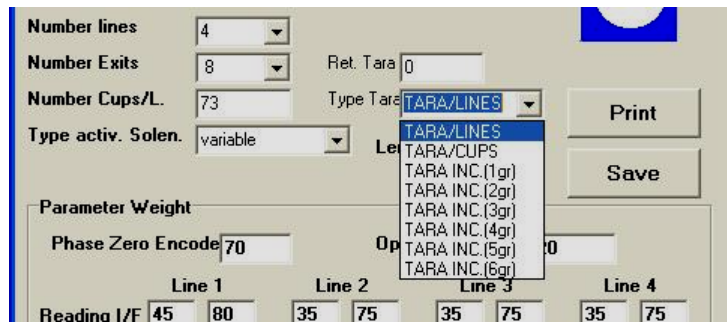 Number lines 4
Number Exits 8 Ret. Tara 0
Number Cups/L. 73 Type Tara TARA/LINES
Print
Type activ. Solen. variable
TARA/LINES
TARA/CUPS
TARA INC.(1gr)
TARA INC.(2gr)
TARA INC.(3gr)
TARA INC.(4gr)
TARA INC.(5gr)
TARA INC.(6gr)
Save
Parameter Weight
Phase Zero Encode 70
Line 1 Line 2 Line 3 Line 4
Reading I/F 45 80 35 75 35 75 35 75